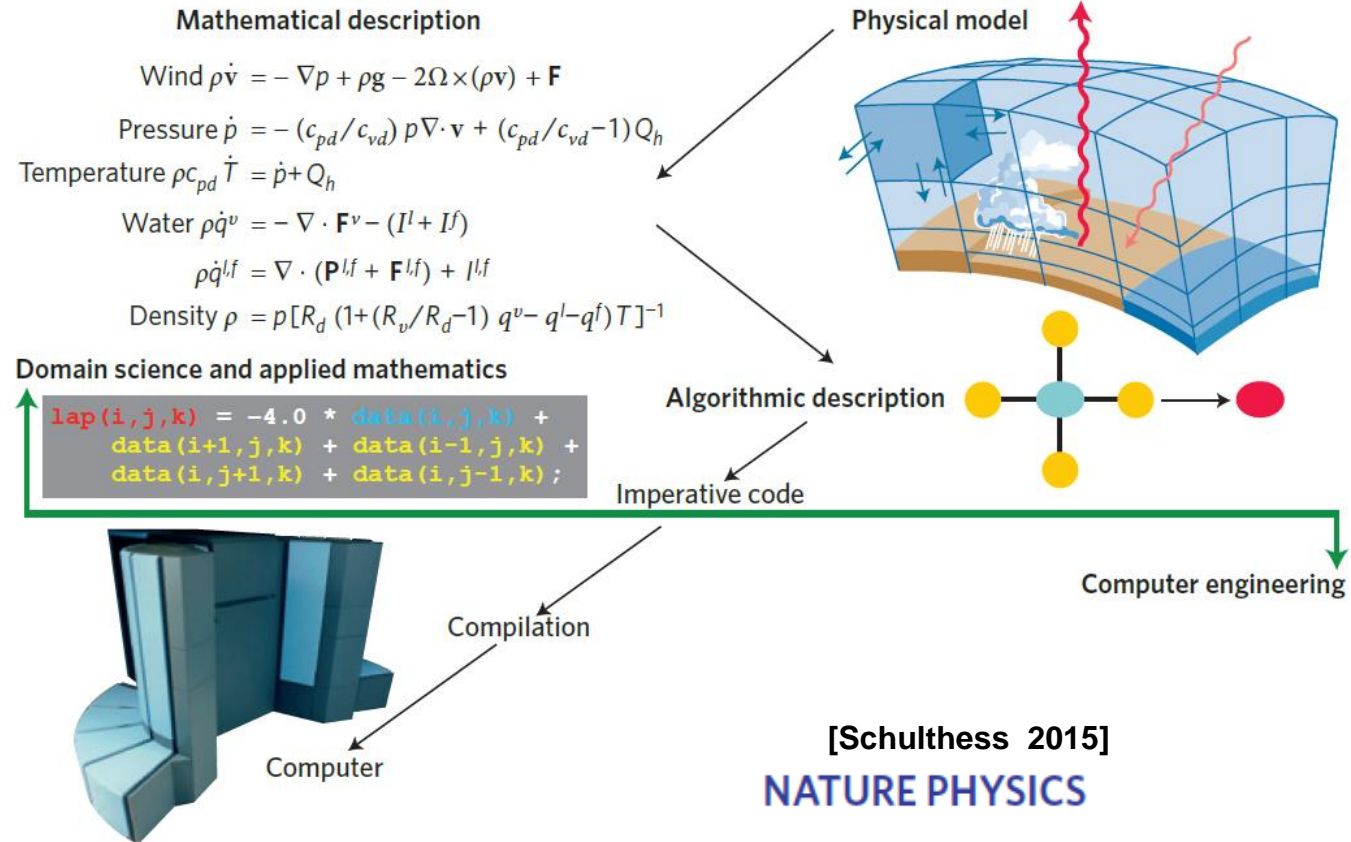 Mathematical description
Physical model
Wind ρv̇ = − ∇p + ρg − 2Ω×(ρv) + F
Pressure ṗ = − (c_pd/c_vd) p∇· v + (c_pd/c_vd−1) Q_h
Temperature ρc_pd Ṫ = ṗ+ Q_h
Water ρq̇^v = − ∇ · F^v − (I^l + I^f)
ρq̇^l,f = ∇ · (P^l,f + F^l,f) + I^l,f
Density ρ = p[R_d (1+(R_v/R_d−1) q^v− q^l−q^f)T]^−1
Domain science and applied mathematics
Algorithmic description
lap(i,j,k) = -4.0 * data(i,j,k) +
data(i+1,j,k) + data(i-1,j,k) +
data(i,j+1,k) + data(i,j-1,k);
Imperative code
Computer engineering
Compilation
Computer
[Schulthess 2015]
NATURE PHYSICS